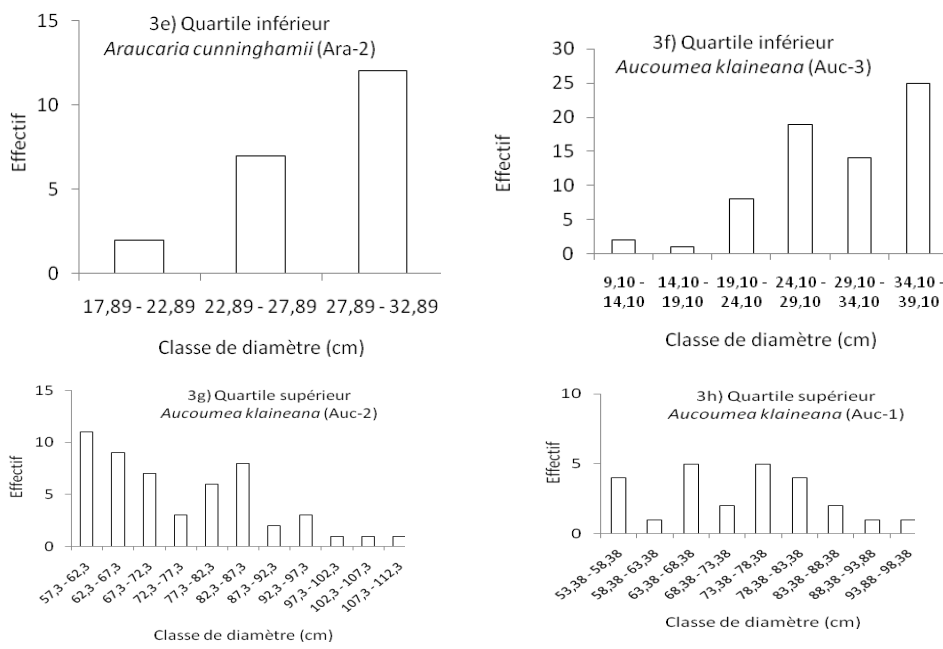 3e) Quartile inférieur
Araucaria cunninghamii (Ara-2)
15
10
5
0
Effectif
17,89 - 22,89 22,89 - 27,89 27,89 - 32,89
Classe de diamètre (cm)
3f) Quartile inférieur
Aucoumea klaineana (Auc-3)
30
25
20
15
10
5
0
Effectif
9,10 - 14,10 - 19,10 - 24,10 - 29,10 - 34,10 -
14,10 19,10 24,10 29,10 34,10 39,10
Classe de diamètre (cm)
3g) Quartile supérieur
Aucoumea klaineana (Auc-2)
15
10
5
0
Effectif
57,3 - 62,3
62,3 - 67,3
67,3 - 72,3
72,3 - 77,3
77,3 - 82,3
82,3 - 87,3
87,3 - 92,3
92,3 - 97,3
97,3 - 102,3
102,3 - 107,3
107,3 - 112,3
Classe de diamètre (cm)
3h) Quartile supérieur
Aucoumea klaineana (Auc-1)
10
5
0
Effectif
53,38 - 58,38
58,38 - 63,38
63,38 - 68,38
68,38 - 73,38
73,38 - 78,38
78,38 - 83,38
83,38 - 88,38
88,38 - 93,88
93,88 - 98,38
Classe de diamètre (cm)